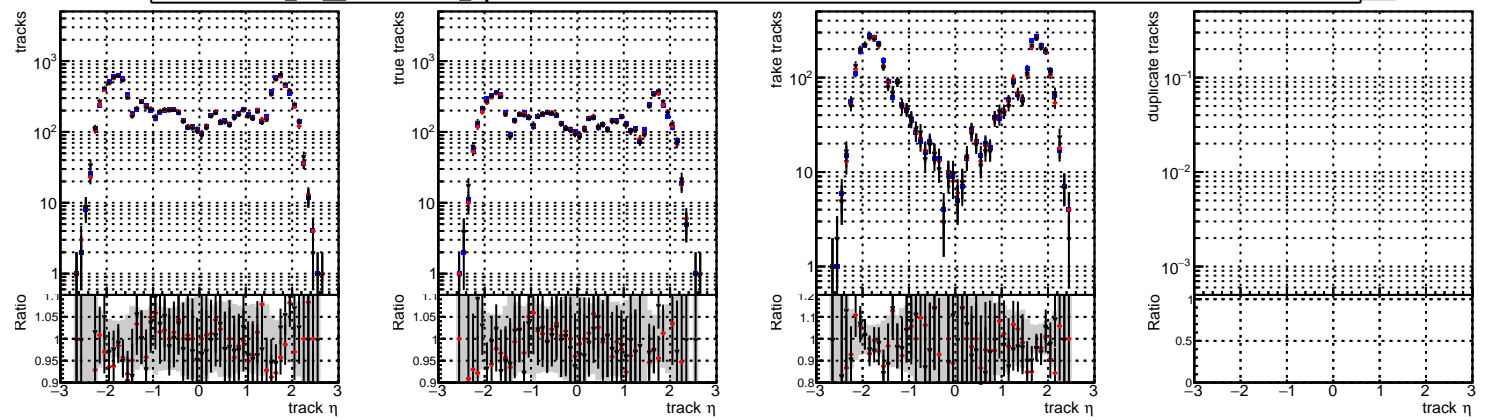 tracks
10³
10²
10
1
Ratio
1.1
1.05
1
0.95
0.9
−3 −2 −1 0 1 2 3
track η
true tracks
10³
10²
10
1
Ratio
1.1
1.05
1
0.95
0.9
−3 −2 −1 0 1 2 3
track η
fake tracks
10²
10
1
Ratio
1.2
1.1
1
0.9
0.8
−3 −2 −1 0 1 2 3
track η
duplicate tracks
10⁻¹
10⁻²
10⁻³
Ratio
1
0.5
0
−3 −2 −1 0 1 2 3
track η